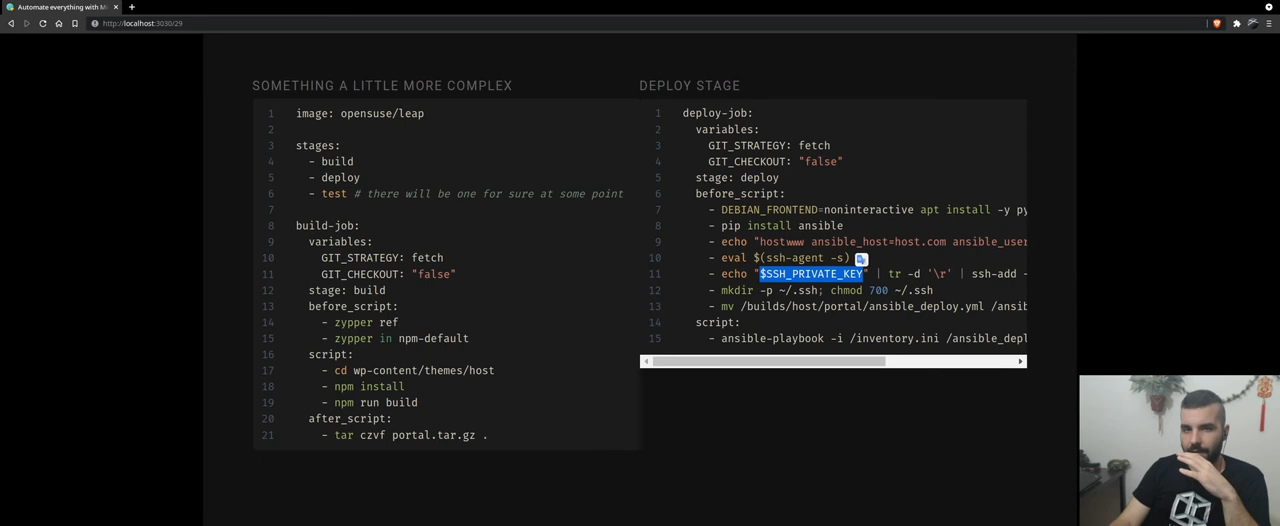 Automate everything with Mi
http://localhost:3030/29
SOMETHING A LITTLE MORE COMPLEX
1 image: opensuse/leap
2
3 stages:
4 - build
5 - deploy
6 - test # there will be one for sure at some point
7
8 build-job:
9 variables:
10 GIT_STRATEGY: fetch
11 GIT_CHECKOUT: "false"
12 stage: build
13 before_script:
14 - zypper ref
15 - zypper in npm-default
16 script:
17 - cd wp-content/themes/host
18 - npm install
19 - npm run build
20 after_script:
21 - tar czvf portal.tar.gz .
DEPLOY STAGE
1 deploy-job:
2 variables:
3 GIT_STRATEGY: fetch
4 GIT_CHECKOUT: "false"
5 stage: deploy
6 before_script:
7 - DEBIAN_FRONTEND=noninteractive apt install -y py
8 - pip install ansible
9 - echo "hostwww ansible_host=host.com ansible_user
10 - eval $(ssh-agent -s)
11 - echo "$SSH_PRIVATE_KEY" | tr -d '\r' | ssh-add -
12 - mkdir -p ~/.ssh; chmod 700 ~/.ssh
13 - mv /builds/host/portal/ansible_deploy.yml /ansib
14 script:
15 - ansible-playbook -i /inventory.ini /ansible_depl